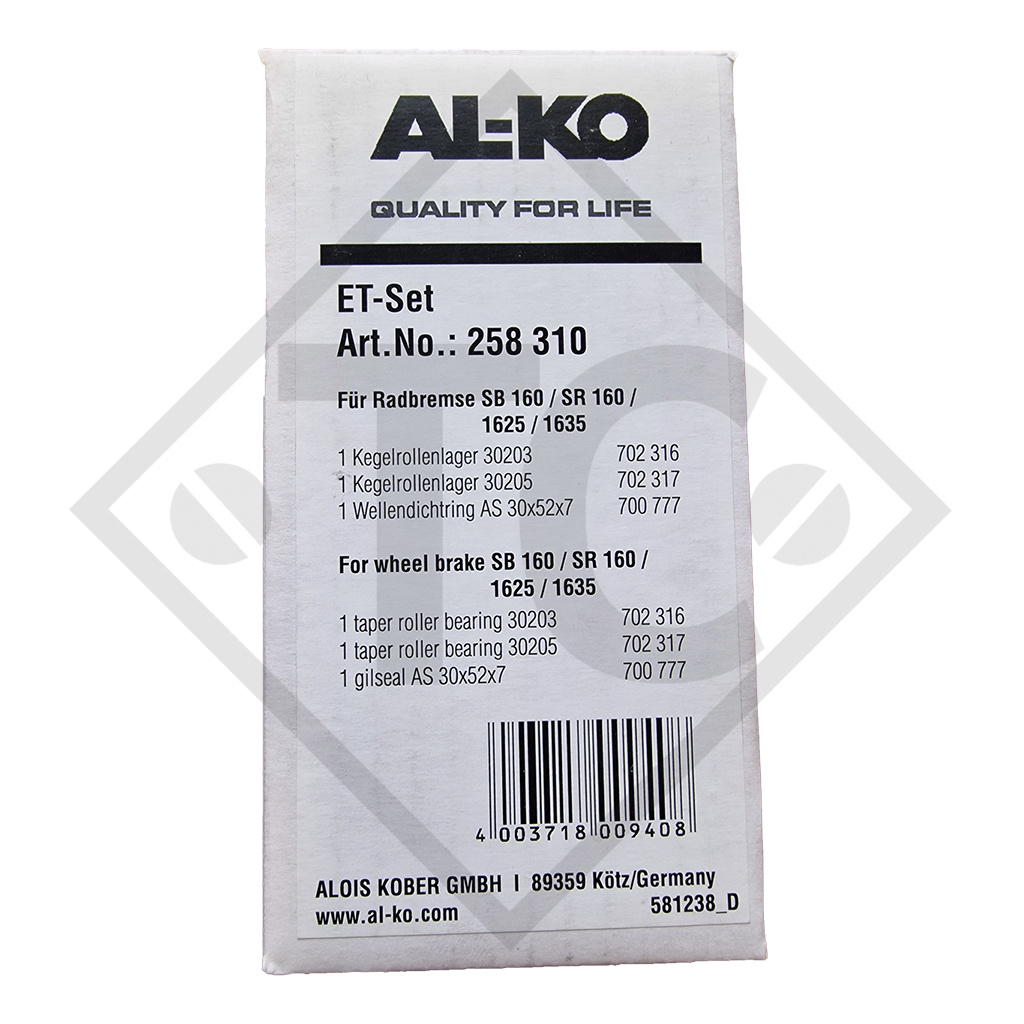 AL-KO
QUALITY FOR LIFE
ET-Set
Art.No.: 258 310
Für Radbremse SB 160 / SR 160 /
1625 / 1635
1 Kegelrollenlager 30203 702 316
1 Kegelrollenlager 30205 702 317
1 Wellendichtring AS 30x52x7 700 777
For wheel brake SB 160 / SR 160 /
1625 / 1635
1 taper roller bearing 30203 702 316
1 taper roller bearing 30205 702 317
1 gilseal AS 30x52x7 700 777
4 003718 009408
ALOIS KOBER GMBH | 89359 Kötz/Germany
www.al-ko.com 581238_D
TC